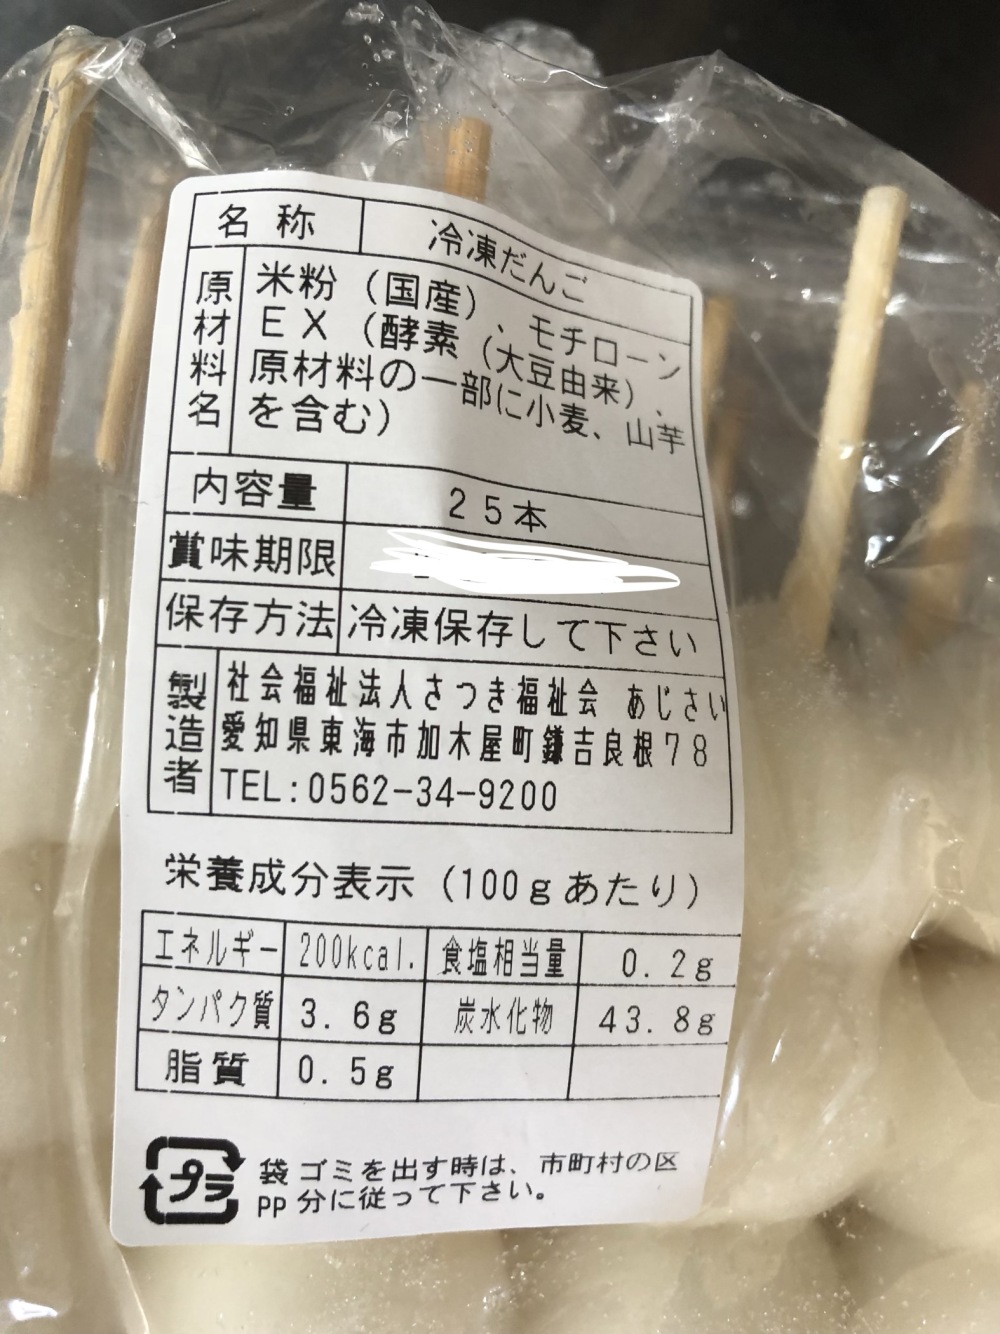 名称 冷凍だんご
原材料名 米粉（国産）、モチローン
ＥＸ（酵素（大豆由来）、
原材料の一部に小麦、山芋
を含む）
内容量 ２５本
賞味期限
保存方法 冷凍保存して下さい
製造者 社会福祉法人さつき福祉会 あじさい
愛知県東海市加木屋町鎌吉良根７８
TEL:0562-34-9200
栄養成分表示（100ｇあたり）
エネルギー 200kcal. 食塩相当量 0.2g
タンパク質 3.6g 炭水化物 43.8g
脂質 0.5g
プラ 袋 ゴミを出す時は、市町村の区
PP 分に従って下さい。